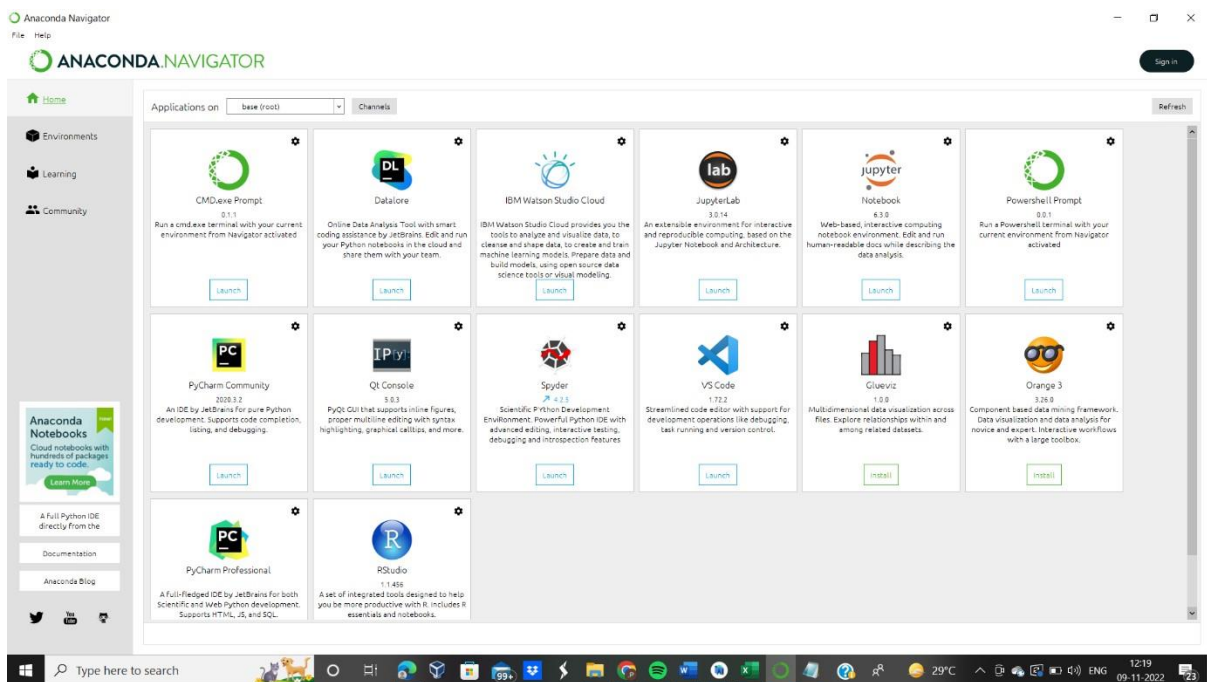 Anaconda Navigator
File Help
ANACONDA.NAVIGATOR
Sign in
Home
Environments
Learning
Community
Applications on base (root) Channels Refresh
CMD.exe Prompt
0.1.1
Run a cmd.exe terminal with your current
environment from Navigator activated
Launch
DL
Datalore
Online Data Analysis Tool with smart
coding assistance by JetBrains. Edit and run
your Python notebooks in the cloud and
share them with your team.
Launch
IBM Watson Studio Cloud
IBM Watson Studio Cloud provides you the
tools to analyze and visualize data, to
cleanse and shape data, to create and train
machine learning models. Prepare data and
build models, using open source data
science tools or visual modeling.
Launch
lab
JupyterLab
3.0.14
An extensible environment for interactive
and reproducible computing, based on the
Jupyter Notebook and Architecture.
Launch
jupyter
Notebook
6.3.0
Web-based, interactive computing
notebook environment. Edit and run
human-readable docs while describing the
data analysis.
Launch
Powershell Prompt
0.0.1
Run a Powershell terminal with your
current environment from Navigator
activated
Launch
PC
PyCharm Community
2020.3.2
An IDE by JetBrains for pure Python
development. Supports code completion,
listing, and debugging.
Launch
IP[y]:
Qt Console
5.0.3
PyQt GUI that supports inline figures,
proper multiline editing with syntax
highlighting, graphical calltips, and more.
Launch
Spyder
4.2.5
Scientific PYthon Development
EnviRonment. Powerful Python IDE with
advanced editing, interactive testing,
debugging and introspection features
Launch
VS Code
1.72.2
Streamlined code editor with support for
development operations like debugging,
task running and version control.
Launch
Glueviz
1.0.0
Multidimensional data visualization across
files. Explore relationships within and
among related datasets.
Install
Orange 3
3.26.0
Component based data mining framework.
Data visualization and data analysis for
novice and expert. Interactive workflows
with a large toolbox.
Install
PC
PyCharm Professional
A full-fledged IDE by JetBrains for both
Scientific and Web Python development.
Supports HTML, JS, and SQL.
R
RStudio
1.1.456
A set of integrated tools designed to help
you be more productive with R. Includes R
essentials and notebooks.
Anaconda
Notebooks
Cloud notebooks with
hundreds of packages
ready to code.
Learn More
A Full Python IDE
directly from the
Documentation
Anaconda Blog
You
Tube
Type here to search
99+
29°C
ENG
12:19
09-11-2022
23